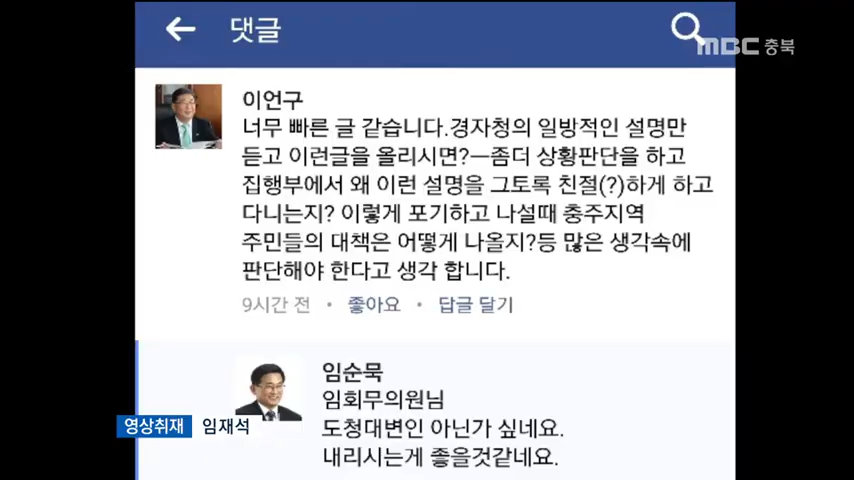 댓글
MBC 충북
이언구
너무 빠른 글 같습니다.경자청의 일방적인 설명만
듣고 이런글을 올리시면?ㅡ좀더 상황판단을 하고
집행부에서 왜 이런 설명을 그토록 친절(?)하게 하고
다니는지? 이렇게 포기하고 나설때 충주지역
주민들의 대책은 어떻게 나올지?등 많은 생각속에
판단해야 한다고 생각 합니다.
9시간 전 • 좋아요 • 답글 달기
임순묵
임회무의원님
도청대변인 아닌가 싶네요.
내리시는게 좋을것같네요.
영상취재 임재석